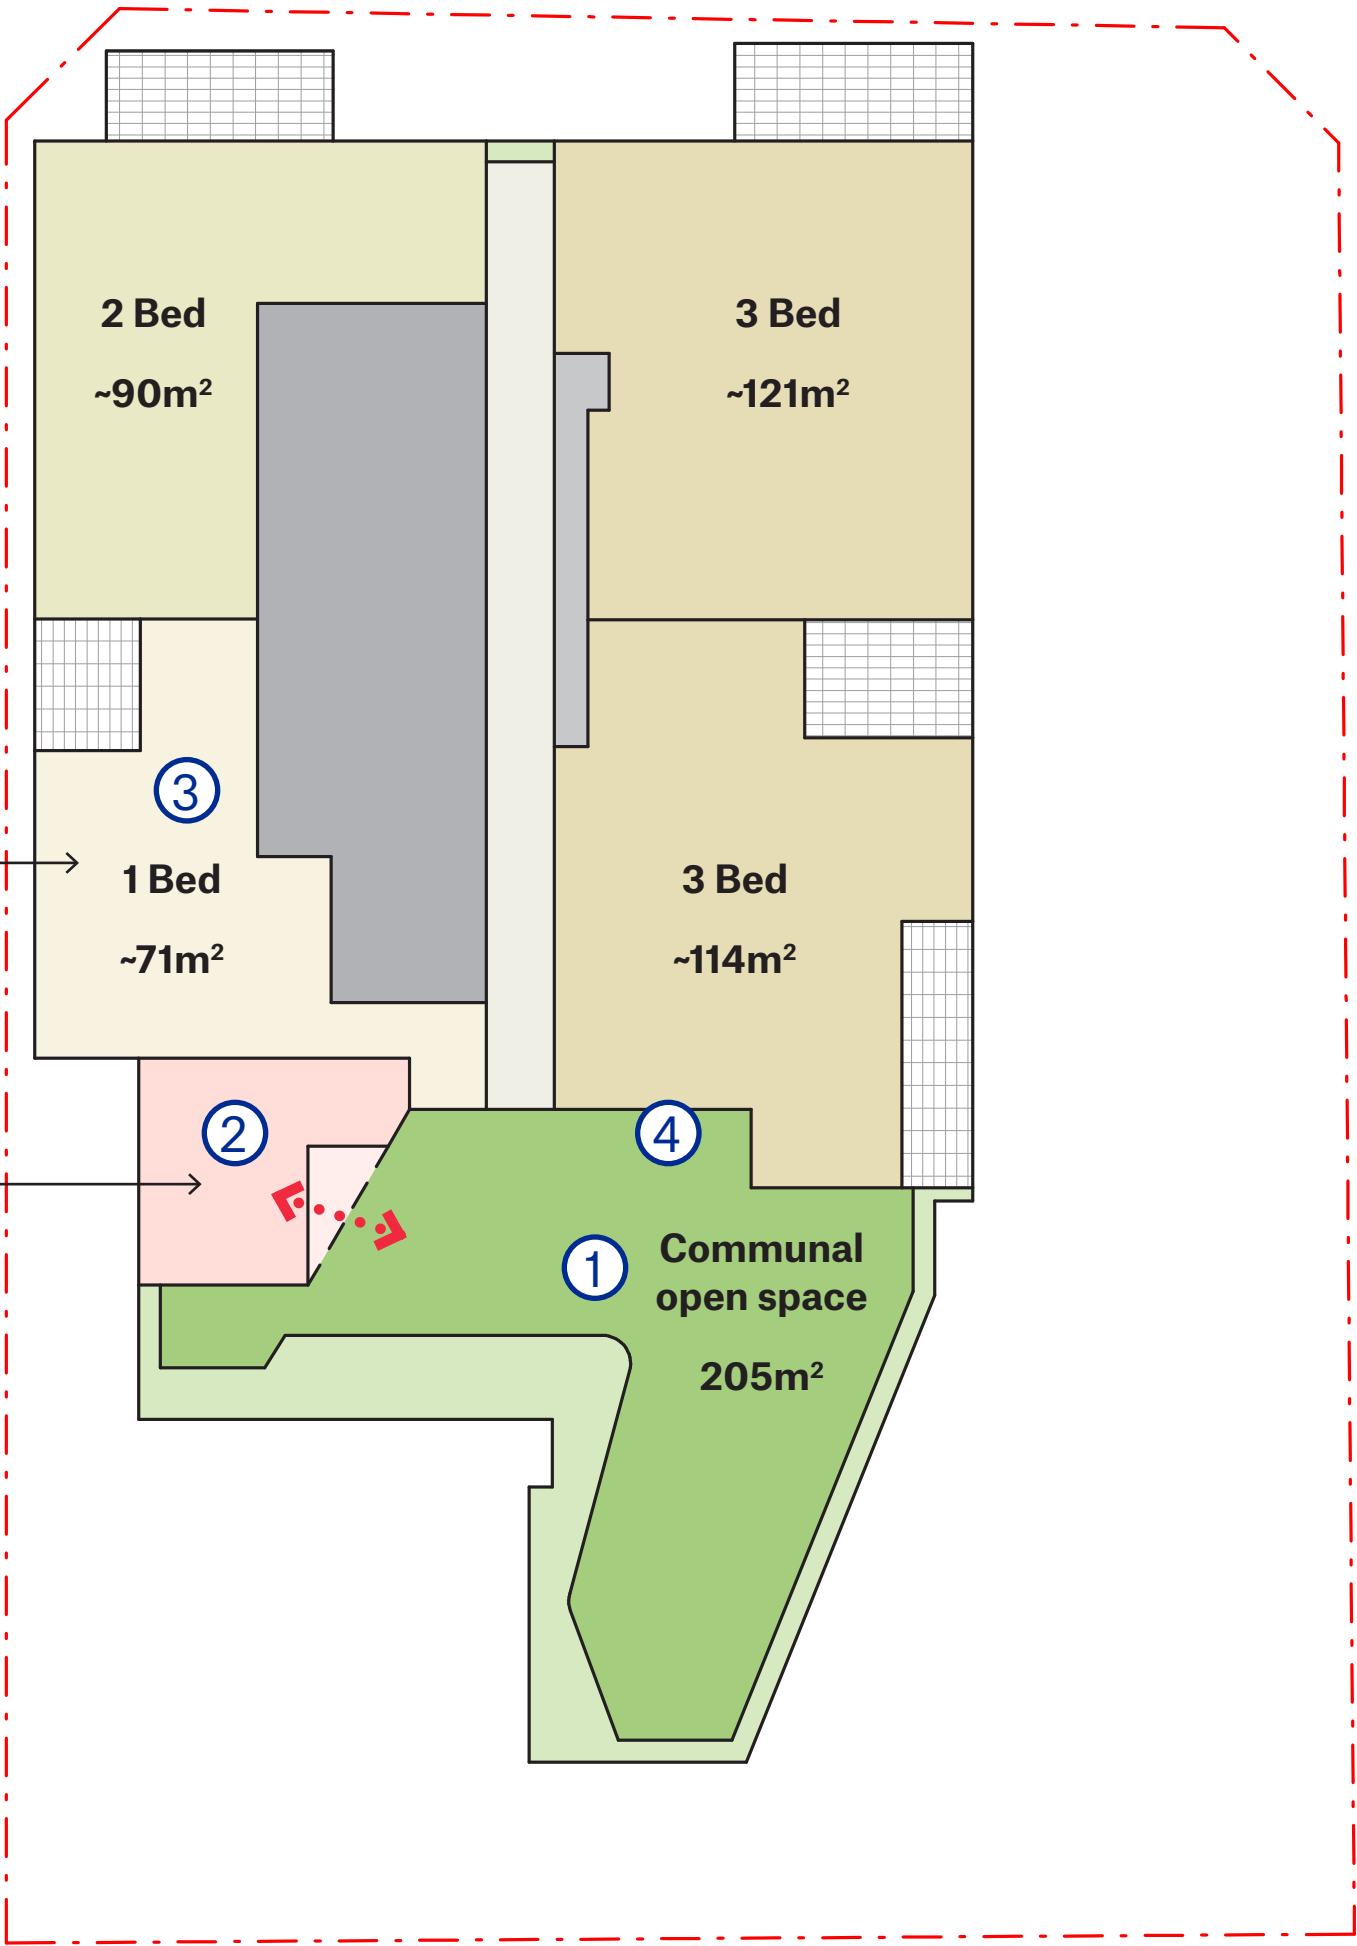 2 Bed
~90m²
3 Bed
~121m²
3
1 Bed
~71m²
3 Bed
~114m²
2
4
1
Communal
open space
205m²